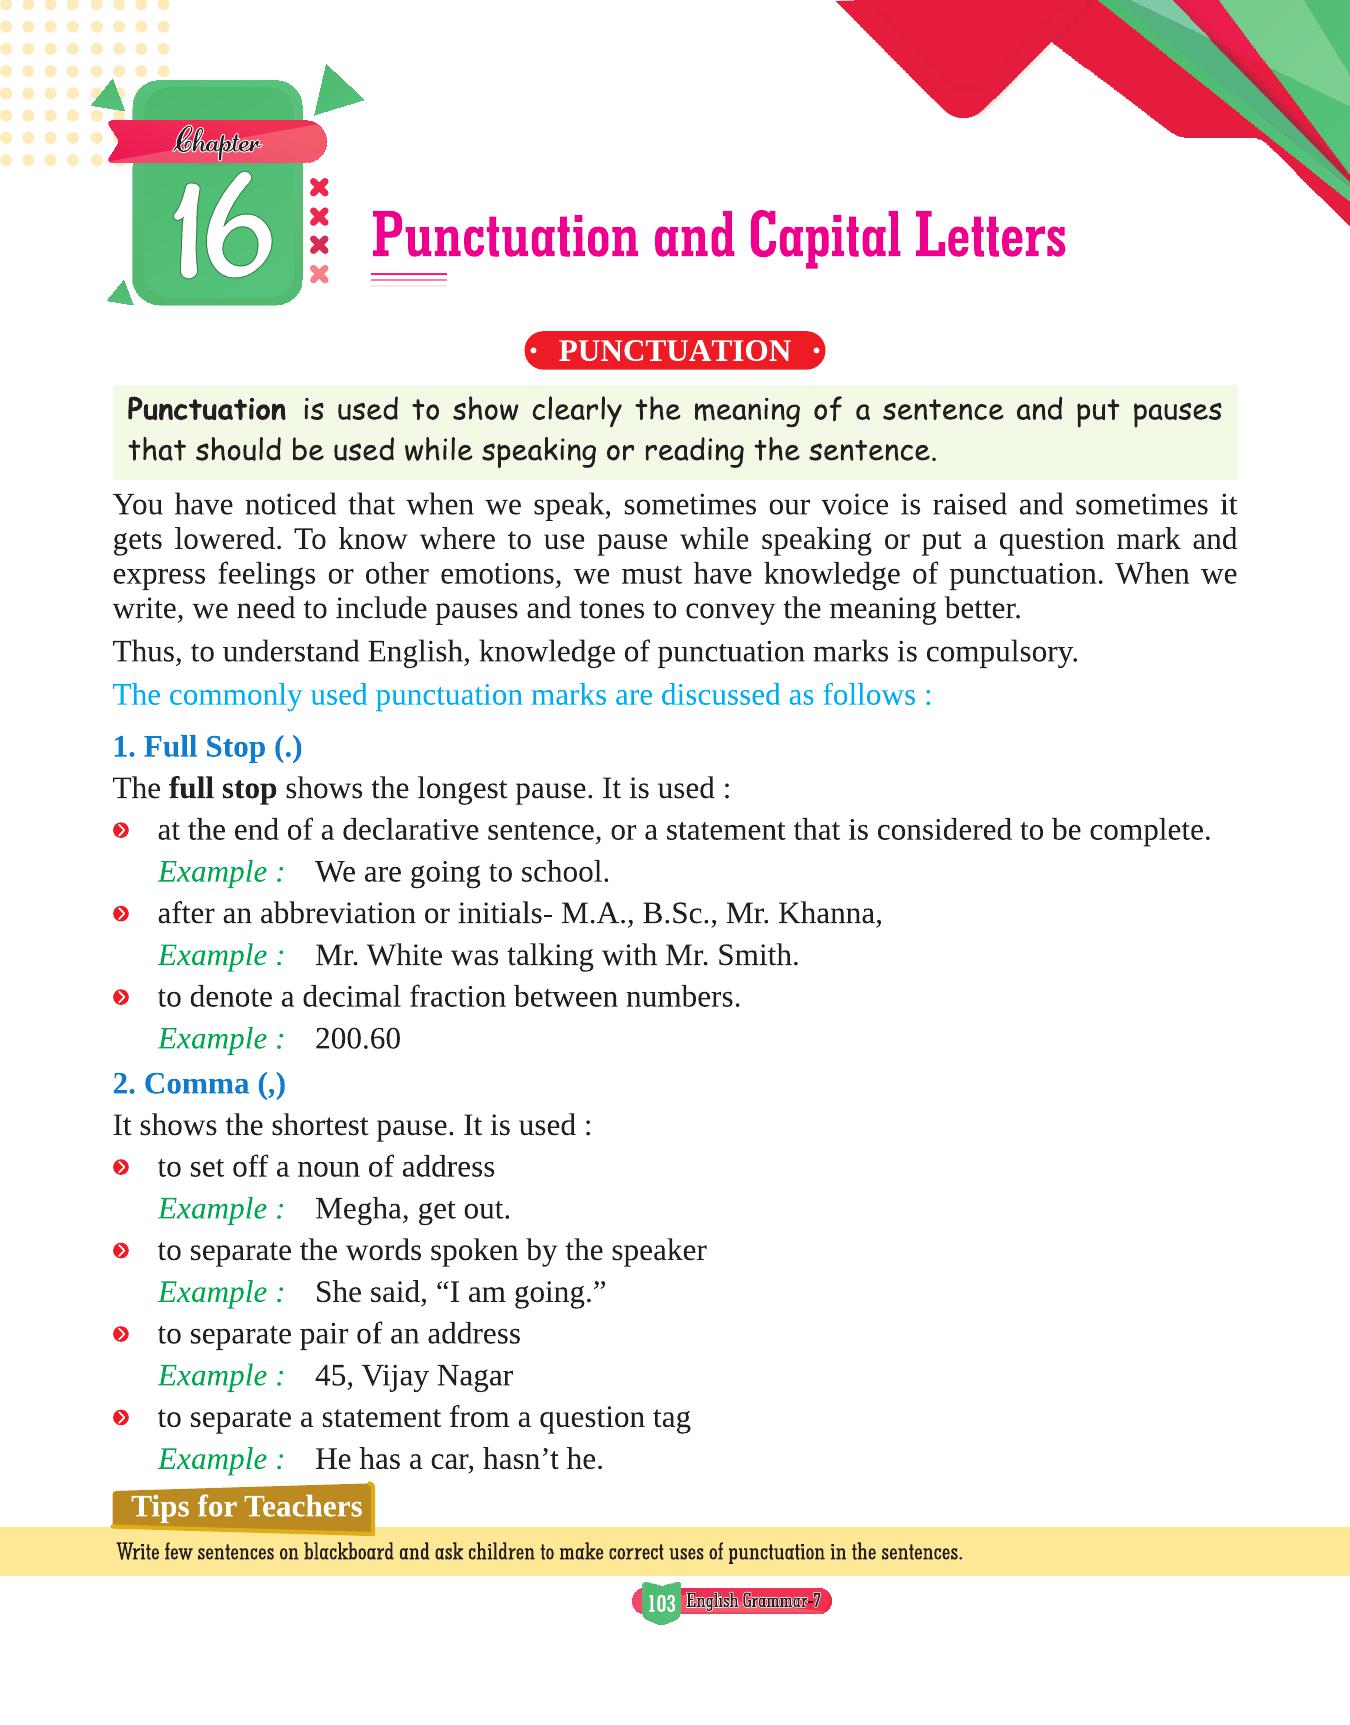 Chapter
16
Punctuation and Capital Letters
PUNCTUATION
Punctuation is used to show clearly the meaning of a sentence and put pauses
that should be used while speaking or reading the sentence.
You have noticed that when we speak, sometimes our voice is raised and sometimes it
gets lowered. To know where to use pause while speaking or put a question mark and
express feelings or other emotions, we must have knowledge of punctuation. When we
write, we need to include pauses and tones to convey the meaning better.
Thus, to understand English, knowledge of punctuation marks is compulsory.
The commonly used punctuation marks are discussed as follows :
1. Full Stop (.)
The full stop shows the longest pause. It is used :
at the end of a declarative sentence, or a statement that is considered to be complete.
Example : We are going to school.
after an abbreviation or initials- M.A., B.Sc., Mr. Khanna,
Example : Mr. White was talking with Mr. Smith.
to denote a decimal fraction between numbers.
Example : 200.60
2. Comma (,)
It shows the shortest pause. It is used :
to set off a noun of address
Example : Megha, get out.
to separate the words spoken by the speaker
Example : She said, “I am going.”
to separate pair of an address
Example : 45, Vijay Nagar
to separate a statement from a question tag
Example : He has a car, hasn’t he.
Tips for Teachers
Write few sentences on blackboard and ask children to make correct uses of punctuation in the sentences.
103 English Grammar-7